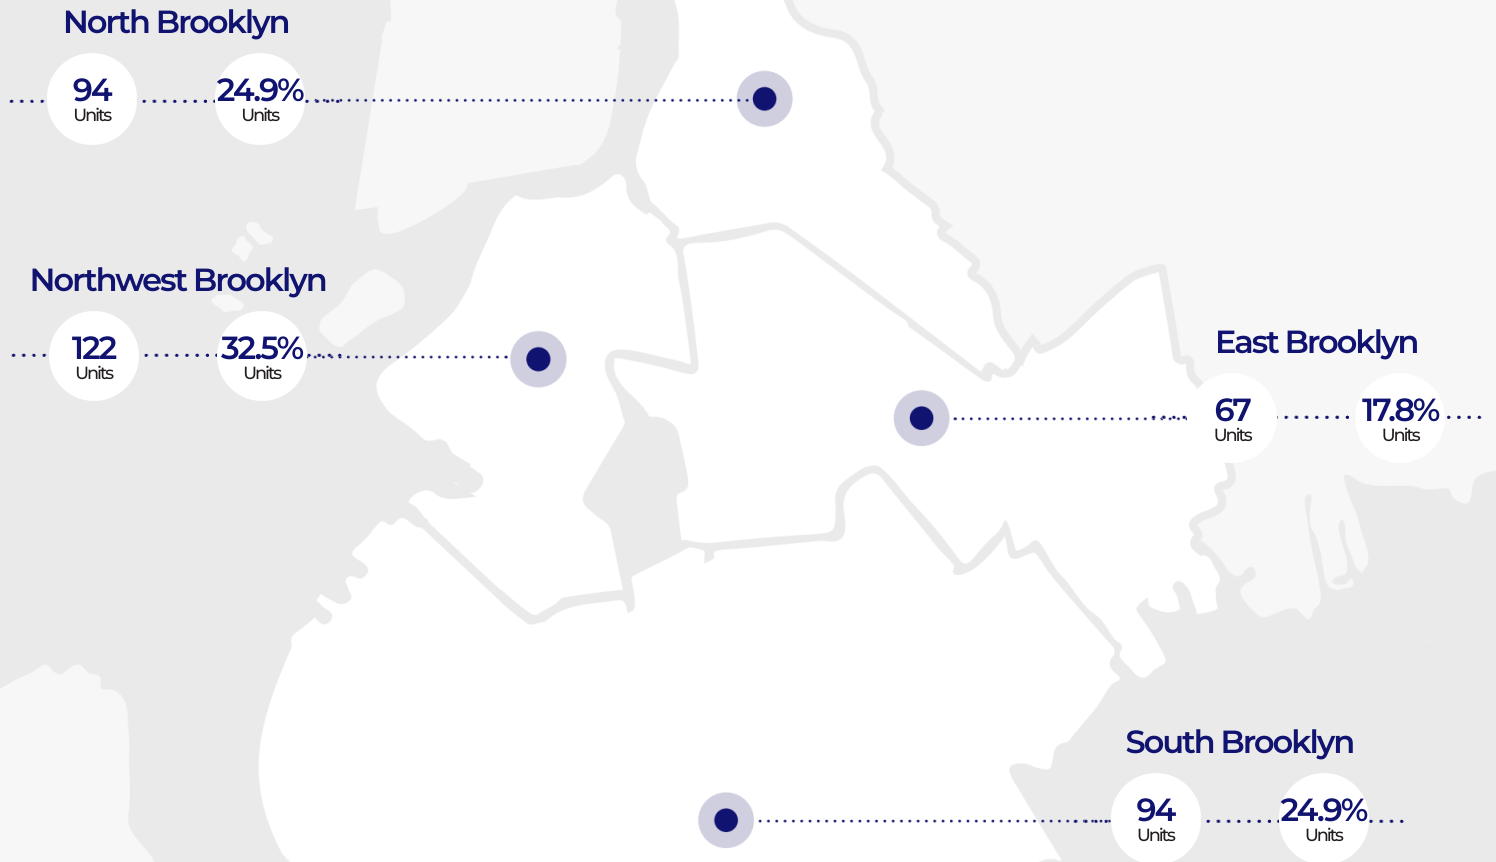 North Brooklyn
94 24.9%
Units Units
Northwest Brooklyn
122 32.5%
Units Units
East Brooklyn
67 17.8%
Units Units
South Brooklyn
94 24.9%
Units Units